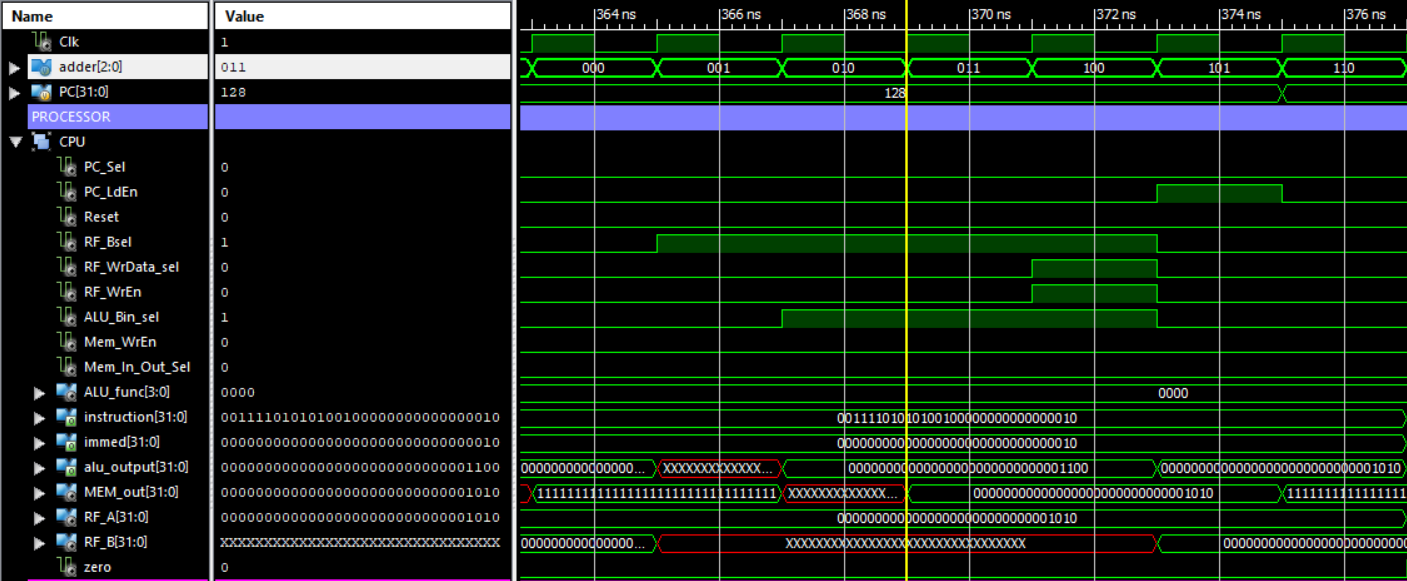 Name Value 364 ns 366 ns 368 ns 370 ns 372 ns 374 ns 376 ns
Clk 1
adder[2:0] 011 000 001 010 011 100 101 110
PC[31:0] 128 128
PROCESSOR
CPU
PC_Sel 0
PC_LdEn 0
Reset 0
RF_Bsel 1
RF_WrData_sel 0
RF_WrEn 0
ALU_Bin_sel 1
Mem_WrEn 0
Mem_In_Out_Sel 0
ALU_func[3:0] 0000 0000
instruction[31:0] 00111101010100100000000000000010 00111101010100100000000000000010
immed[31:0] 00000000000000000000000000000010 00000000000000000000000000000010
alu_output[31:0] 00000000000000000000000000001100 000000000000000... XXXXXXXXXXXXX... 00000000000000000000000000001100 00000000000000000000000000001010
MEM_out[31:0] 00000000000000000000000000001010 11111111111111111111111111111111 XXXXXXXXXXXXX... 00000000000000000000000000001010 1111111111111111
RF_A[31:0] 00000000000000000000000000001010 00000000000000000000000000001010
RF_B[31:0] XXXXXXXXXXXXXXXXXXXXXXXXXXXXXXXX 000000000000000... XXXXXXXXXXXXXXXXXXXXXXXXXXXXXXXX 000000000000000000000000
zero 0